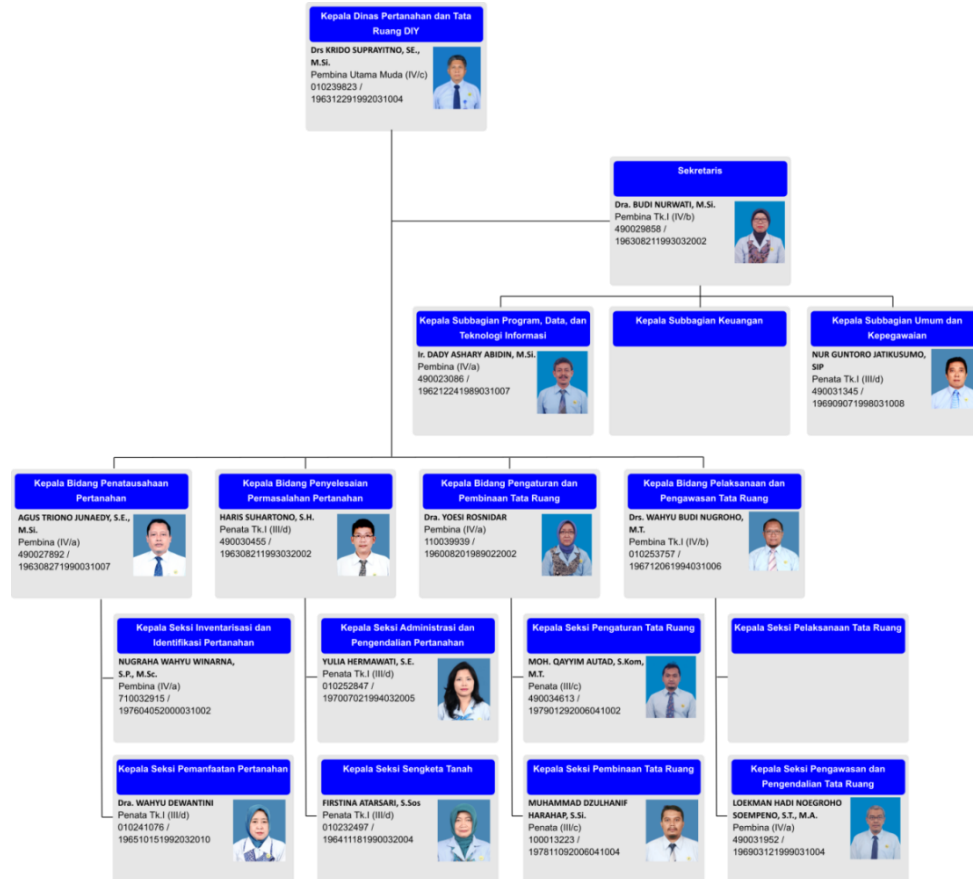 Kepala Dinas Pertanahan dan Tata
Ruang DIY
Drs KRIDO SUPRAYITNO, SE.,
M.Si.
Pembina Utama Muda (IV/c)
010239823 /
196312291992031004
Sekretaris
Dra. BUDI NURWATI, M.Si.
Pembina Tk.I (IV/b)
490029858 /
196308211993032002
Kepala Subbagian Program, Data, dan
Teknologi Informasi
Ir. DADY ASHARY ABIDIN, M.Si.
Pembina (IV/a)
490023086 /
196212241989031007
Kepala Subbagian Keuangan
Kepala Subbagian Umum dan
Kepegawaian
NUR GUNTORO JATIKUSUMO,
SIP
Penata Tk.I (III/d)
490031345 /
196909071998031008
Kepala Bidang Penatausahaan
Pertanahan
AGUS TRIONO JUNAEDY, S.E.,
M.Si.
Pembina (IV/a)
490027892 /
196308271990031007
Kepala Bidang Penyelesaian
Permasalahan Pertanahan
HARIS SUHARTONO, S.H.
Penata Tk.I (III/d)
490030455 /
196308211993032002
Kepala Bidang Pengaturan dan
Pembinaan Tata Ruang
Dra. YOESI ROSNIDAR
Pembina (IV/a)
110039939 /
196008201989022002
Kepala Bidang Pelaksanaan dan
Pengawasan Tata Ruang
Drs. WAHYU BUDI NUGROHO,
M.T.
Pembina Tk.I (IV/b)
010253757 /
196712061994031006
Kepala Seksi Inventarisasi dan
Identifikasi Pertanahan
NUGRAHA WAHYU WINARNA,
S.P., M.Sc.
Pembina (IV/a)
710032915 /
197604052000031002
Kepala Seksi Administrasi dan
Pengendalian Pertanahan
YULIA HERMAWATI, S.E.
Penata Tk.I (III/d)
010252847 /
197007021994032005
Kepala Seksi Pengaturan Tata Ruang
MOH. QAYYIM AUTAD, S.Kom,
M.T.
Penata (III/c)
490034613 /
197901292006041002
Kepala Seksi Pelaksanaan Tata Ruang
Kepala Seksi Pemanfaatan Pertanahan
Dra. WAHYU DEWANTINI
Penata Tk.I (III/d)
010241076 /
196510151992032010
Kepala Seksi Sengketa Tanah
FIRSTINA ATARSARI, S.Sos
Penata Tk.I (III/d)
010232497 /
196411181990032004
Kepala Seksi Pembinaan Tata Ruang
MUHAMMAD DZULHANIF
HARAHAP, S.Si.
Penata (III/c)
100013223 /
197811092006041004
Kepala Seksi Pengawasan dan
Pengendalian Tata Ruang
LOEKMAN HADI NOEGROHO
SOEMPENO, S.T., M.A.
Pembina (IV/a)
490031952 /
196903121999031004